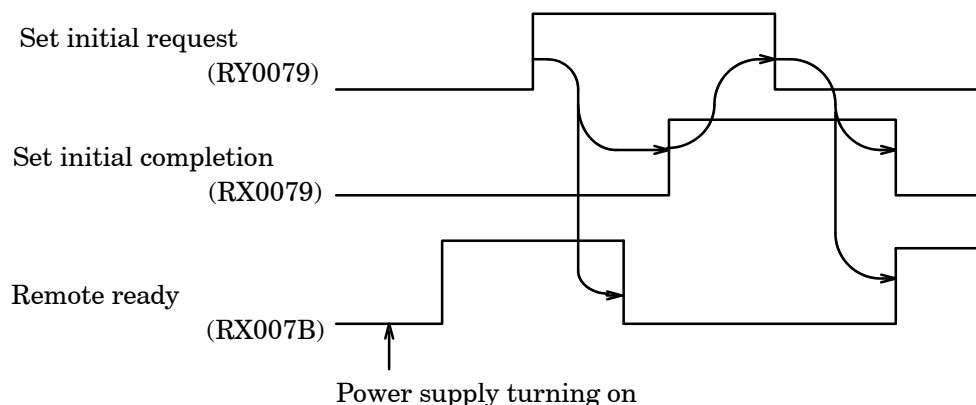 Set initial request
(RY0079)
Set initial completion
(RX0079)
Remote ready
(RX007B)
Power supply turning on